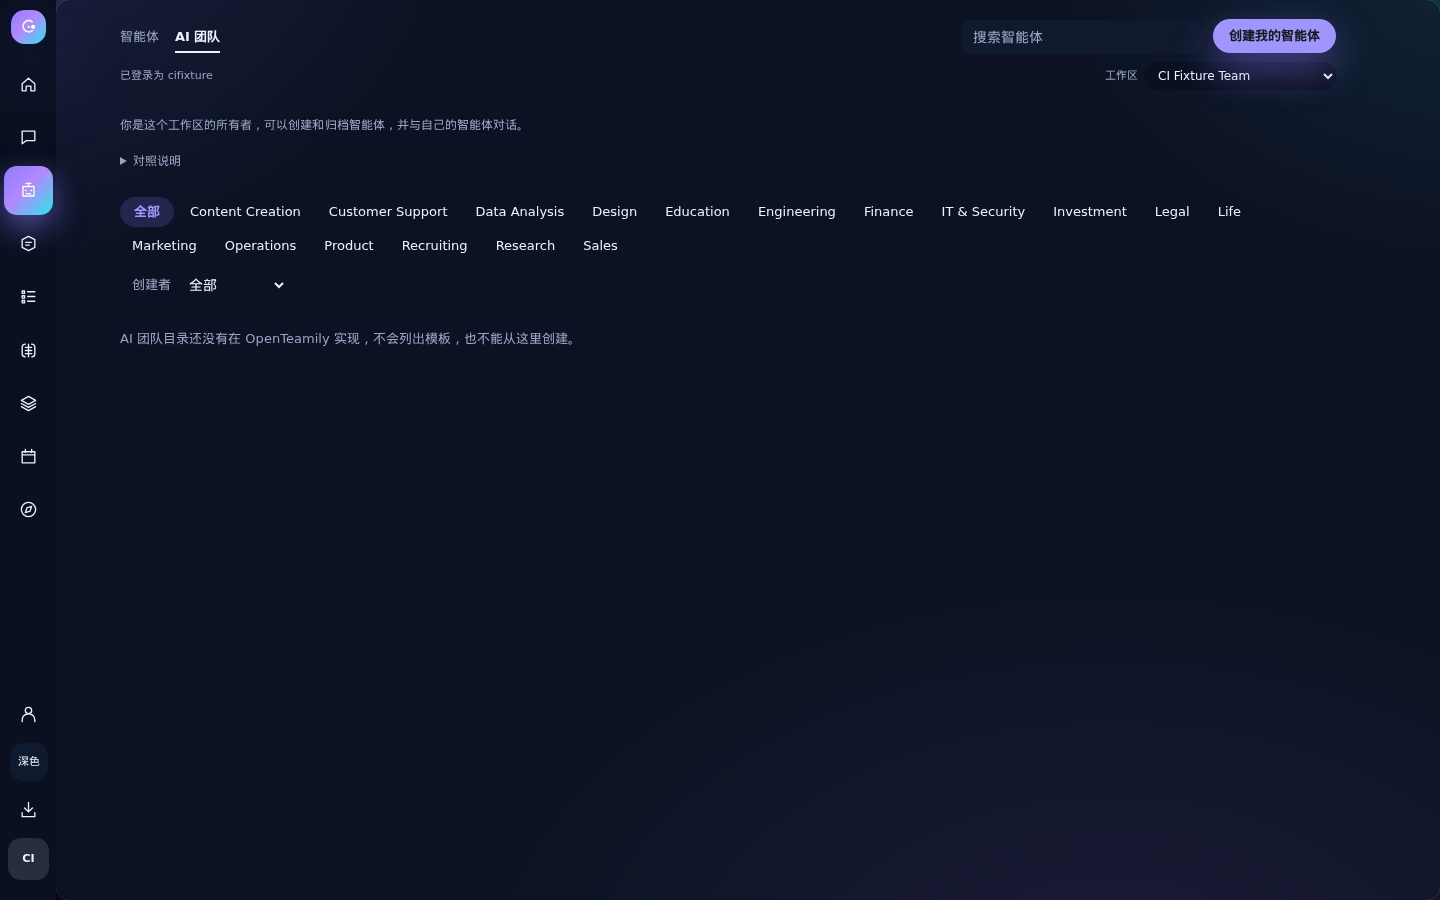 智能体 AI 团队 搜索智能体 创建我的智能体
已登录为 cifixture 工作区 CI Fixture Team
你是这个工作区的所有者，可以创建和归档智能体，并与自己的智能体对话。
▶ 对照说明
全部 Content Creation Customer Support Data Analysis Design Education Engineering Finance IT & Security Investment Legal Life
Marketing Operations Product Recruiting Research Sales
创建者 全部
AI 团队目录还没有在 OpenTeamily 实现，不会列出模板，也不能从这里创建。
深色
CI